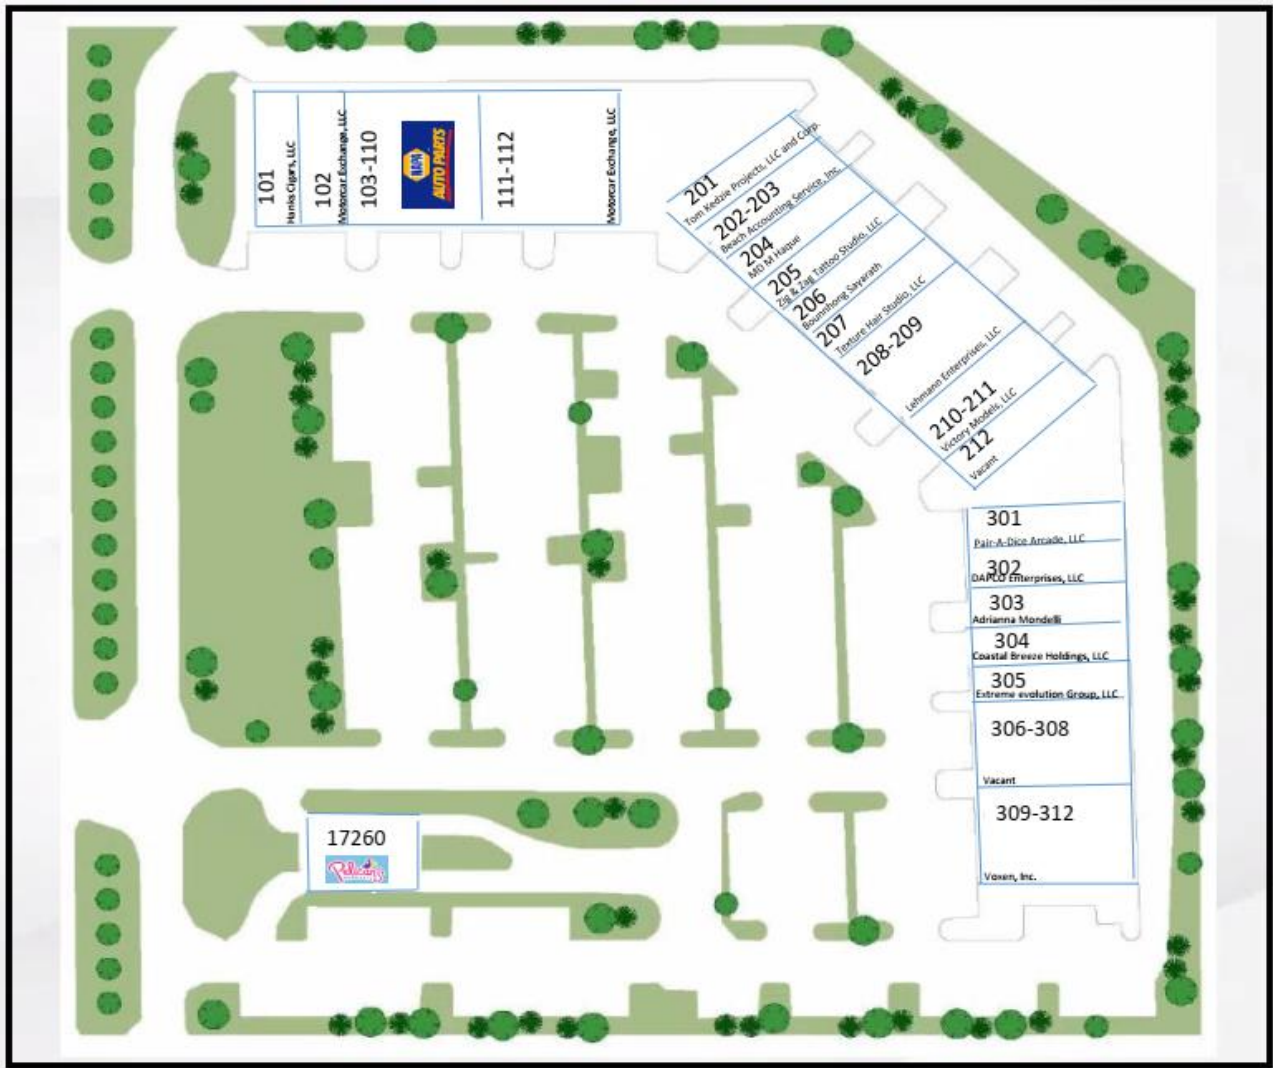 101
Hanks Cigars, LLC
102
Motorcar Exchange, LLC
103-110
NAPA
AUTO PARTS
111-112
Motorcar Exchange, LLC
201
Tom Kedzie Projects, LLC and Corp.
202-203
Beach Accounting Service, Inc.
204
MD M Haque
205
Zig & Zag Tattoo Studio, LLC
206
Bounnhong Sayarath
207
Texture Hair Studio, LLC
208-209
Lehmann Enterprises, LLC
210-211
Victory Models, LLC
212
Vacant
301
Pair-A-Dice Arcade, LLC
302
DAPCO Enterprises, LLC
303
Adrianna Mondelli
304
Coastal Breeze Holdings, LLC
305
Extreme evolution Group, LLC
306-308
Vacant
309-312
Voxen, Inc.
17260
Pelican's